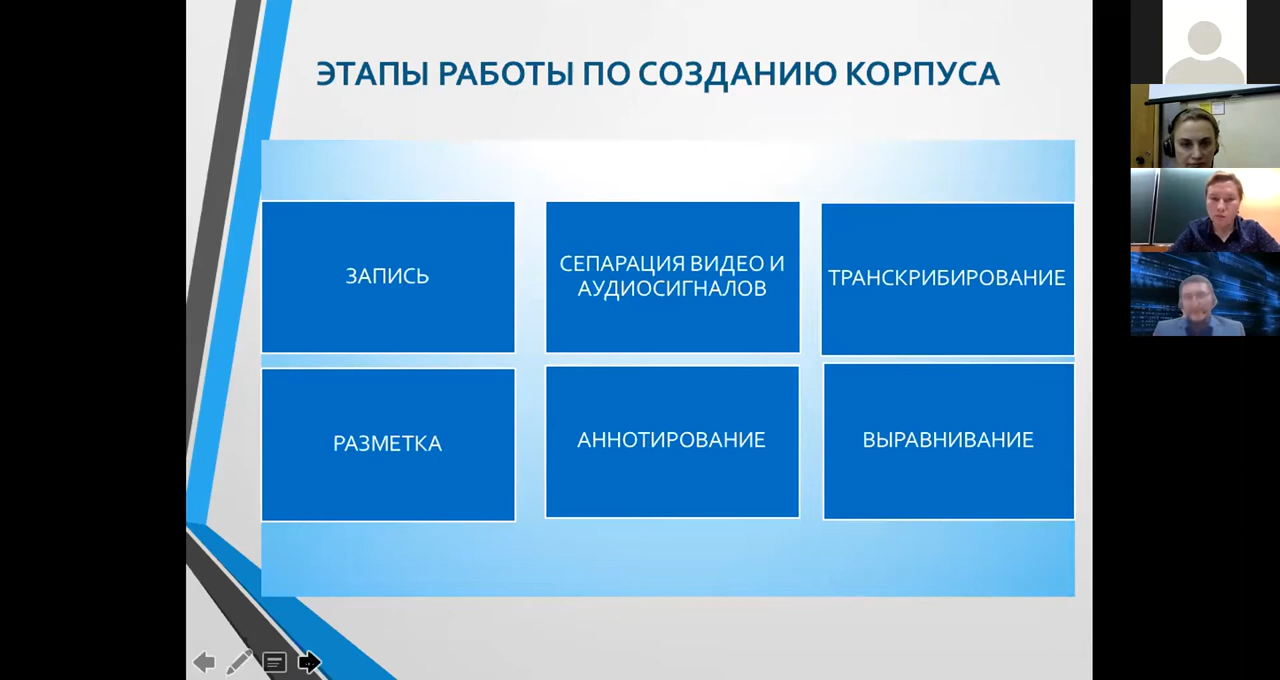 ЭТАПЫ РАБОТЫ ПО СОЗДАНИЮ КОРПУСА
ЗАПИСЬ
СЕПАРАЦИЯ ВИДЕО И
АУДИОСИГНАЛОВ
ТРАНСКРИБИРОВАНИЕ
РАЗМЕТКА
АННОТИРОВАНИЕ
ВЫРАВНИВАНИЕ